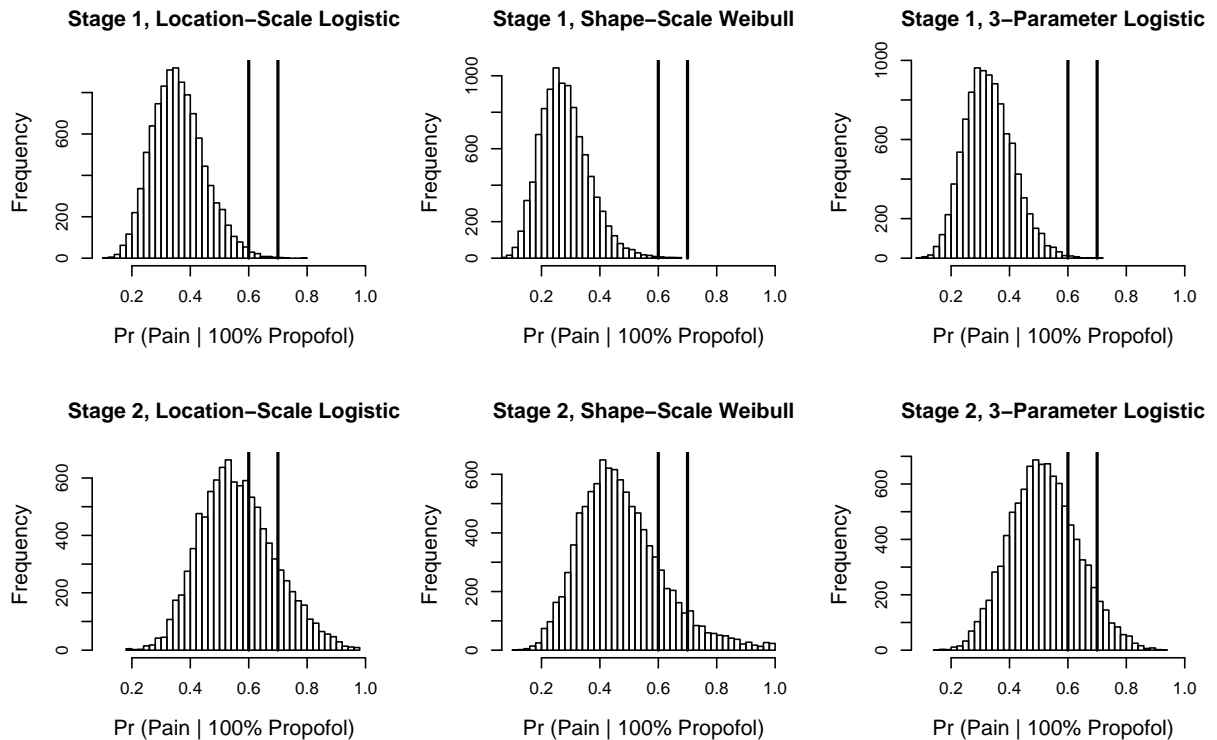 Stage 1, Location−Scale Logistic
Frequency
0 200 600
0.2 0.4 0.6 0.8 1.0
Pr (Pain | 100% Propofol)
Stage 1, Shape−Scale Weibull
Frequency
0 200 400 600 1000
0.2 0.4 0.6 0.8 1.0
Pr (Pain | 100% Propofol)
Stage 1, 3−Parameter Logistic
Frequency
0 200 400 600 1000
0.2 0.4 0.6 0.8 1.0
Pr (Pain | 100% Propofol)
Stage 2, Location−Scale Logistic
Frequency
0 200 400 600
0.2 0.4 0.6 0.8 1.0
Pr (Pain | 100% Propofol)
Stage 2, Shape−Scale Weibull
Frequency
0 200 400 600
0.2 0.4 0.6 0.8 1.0
Pr (Pain | 100% Propofol)
Stage 2, 3−Parameter Logistic
Frequency
0 200 400 600
0.2 0.4 0.6 0.8 1.0
Pr (Pain | 100% Propofol)